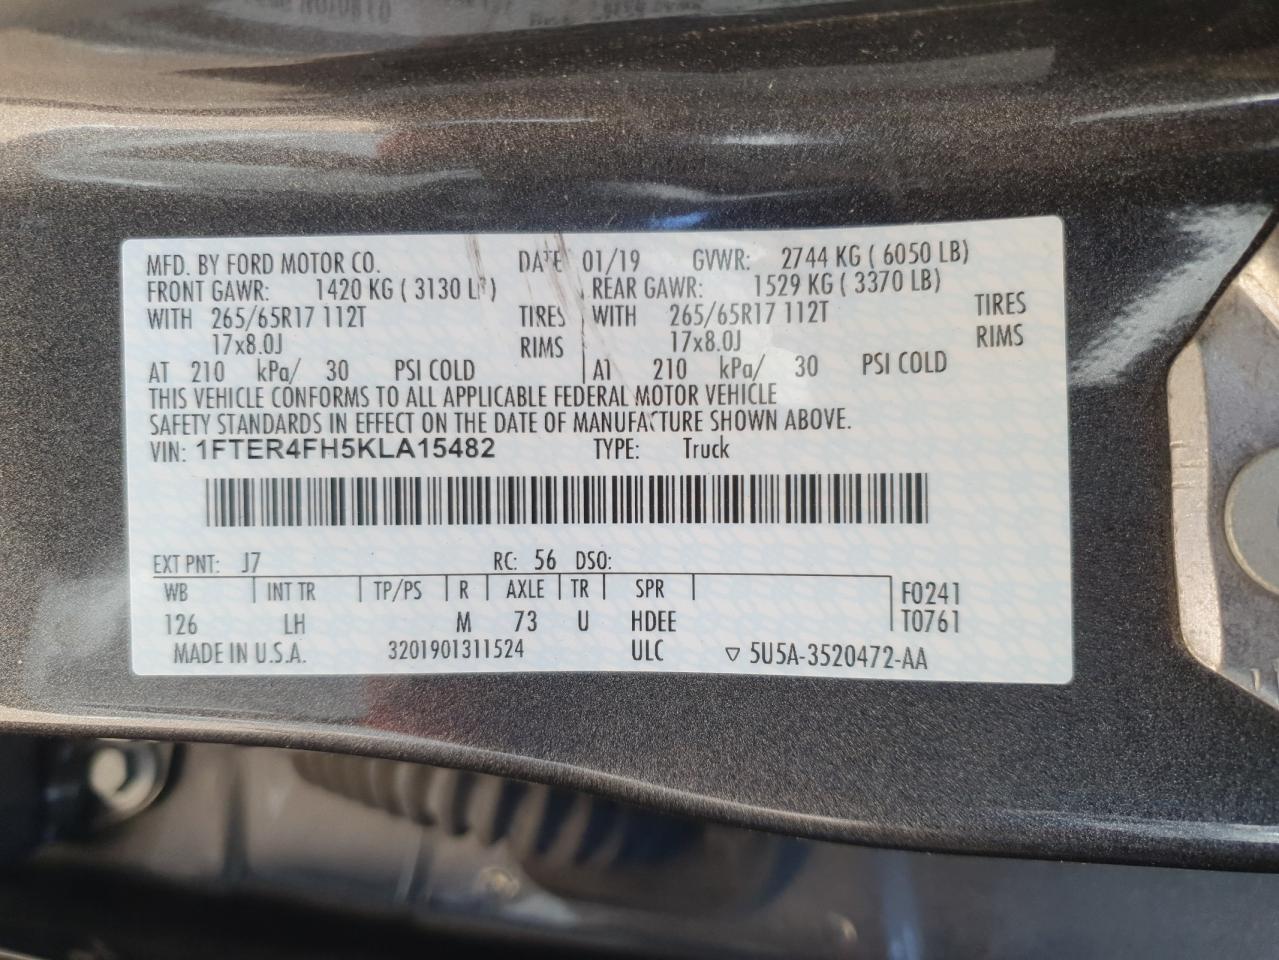 MFD. BY FORD MOTOR CO. DATE 01/19 GVWR: 2744 KG ( 6050 LB)
FRONT GAWR: 1420 KG ( 3130 LB) REAR GAWR: 1529 KG ( 3370 LB)
WITH 265/65R17 112T TIRES WITH 265/65R17 112T TIRES
17x8.0J RIMS 17x8.0J RIMS
AT 210 kPa/ 30 PSI COLD AT 210 kPa/ 30 PSI COLD
THIS VEHICLE CONFORMS TO ALL APPLICABLE FEDERAL MOTOR VEHICLE
SAFETY STANDARDS IN EFFECT ON THE DATE OF MANUFACTURE SHOWN ABOVE.
VIN: 1FTER4FH5KLA15482 TYPE: Truck
EXT PNT: J7 RC: 56 DSO:
WB INT TR TP/PS R AXLE TR SPR F0241
126 LH M 73 U HDEE T0761
MADE IN U.S.A. 3201901311524 ULC ▽ 5U5A-3520472-AA